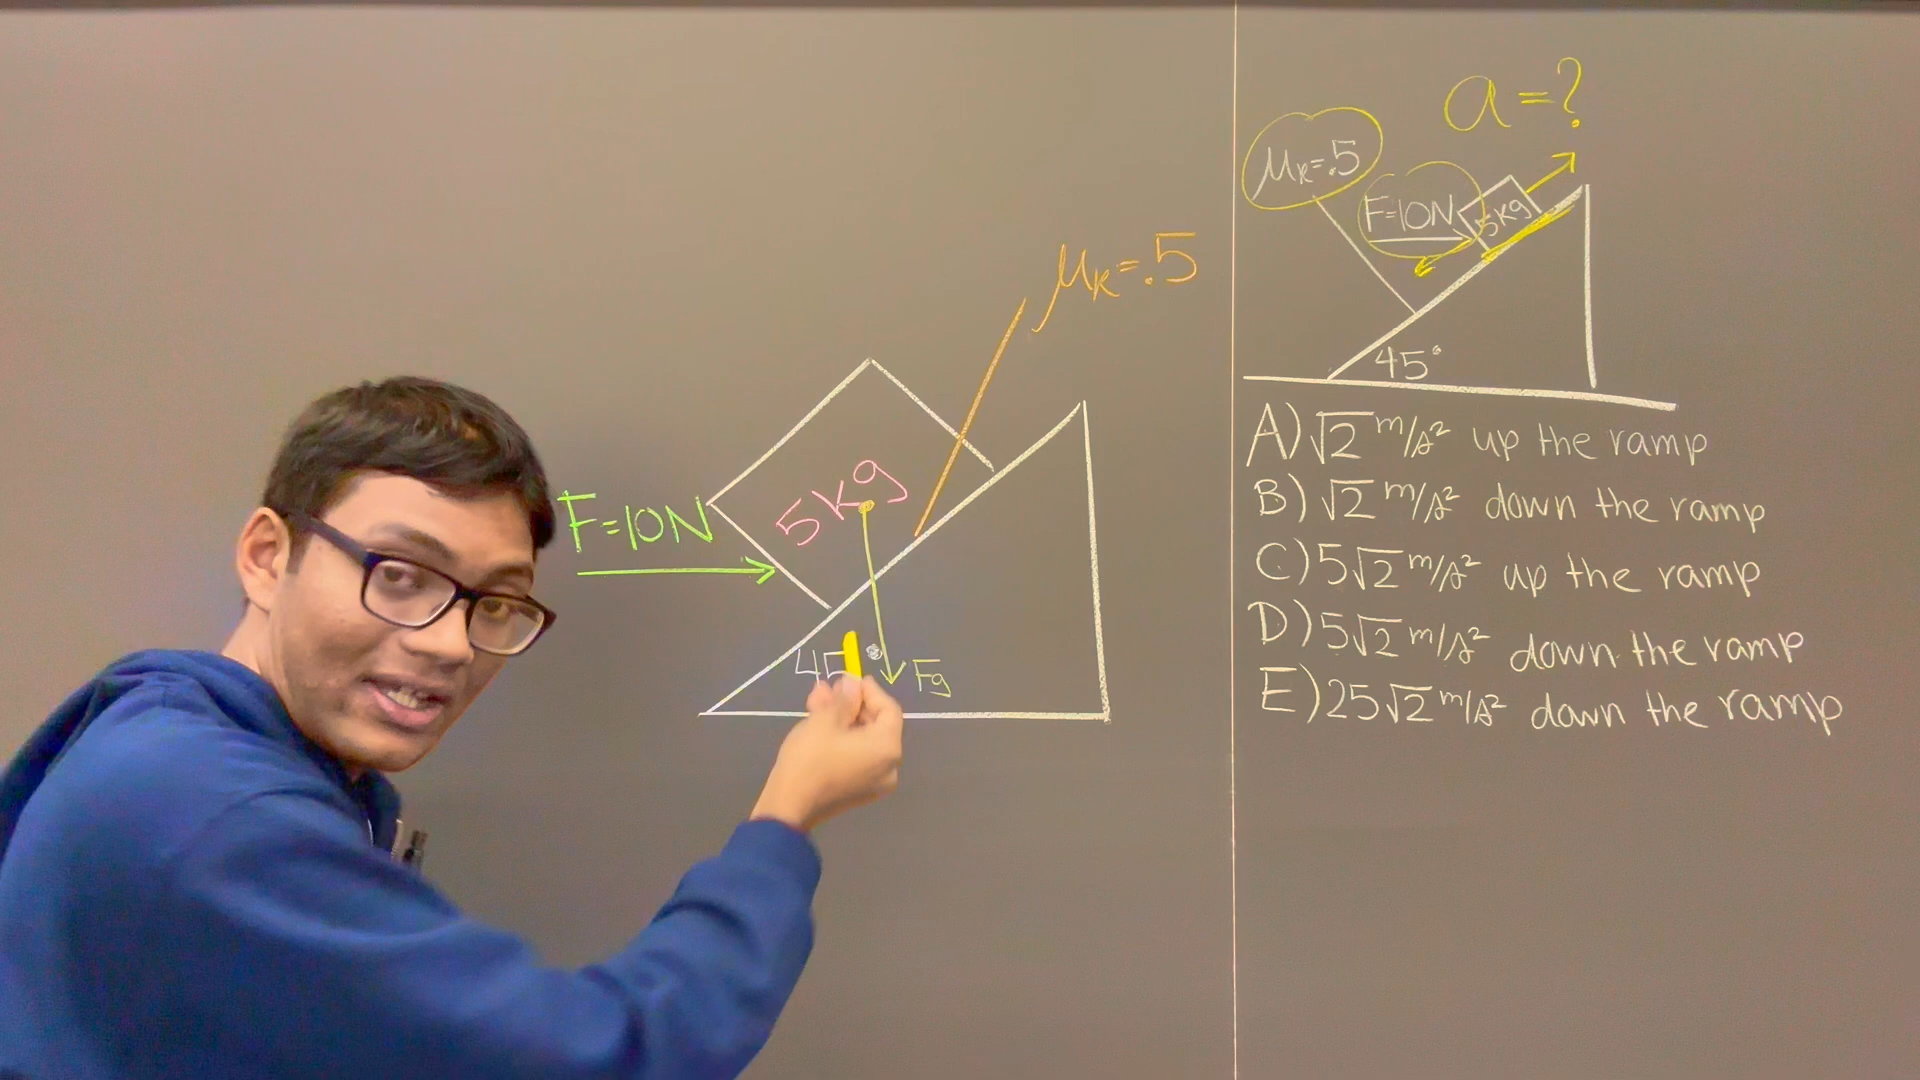 μk=.5
F=10N
5kg
Fg
a=?
μk=.5
F=10N
5kg
45°
A) √2 m/s² up the ramp
B) √2 m/s² down the ramp
C) 5√2 m/s² up the ramp
D) 5√2 m/s² down the ramp
E) 25√2 m/s² down the ramp